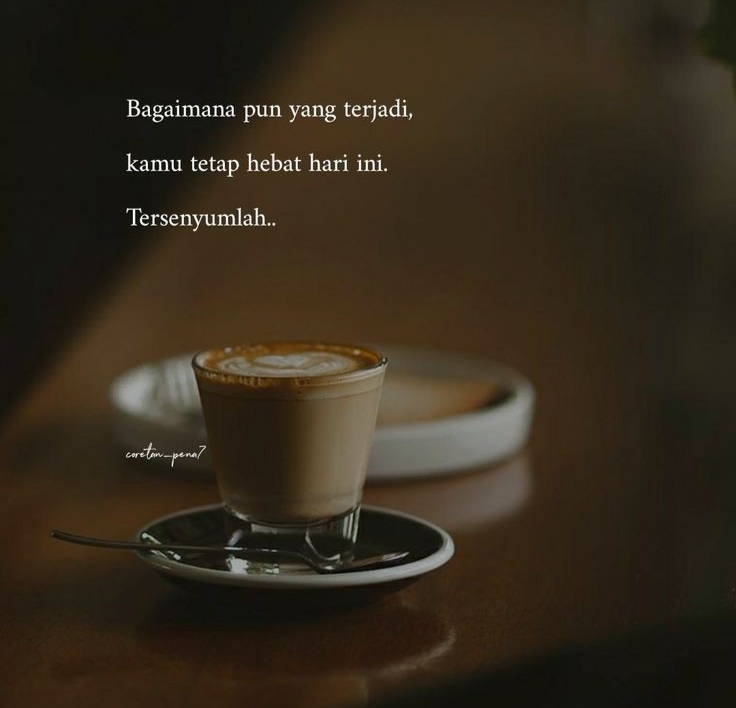 Bagaimana pun yang terjadi,
kamu tetap hebat hari ini.
Tersenyumlah..
coretan_pena7